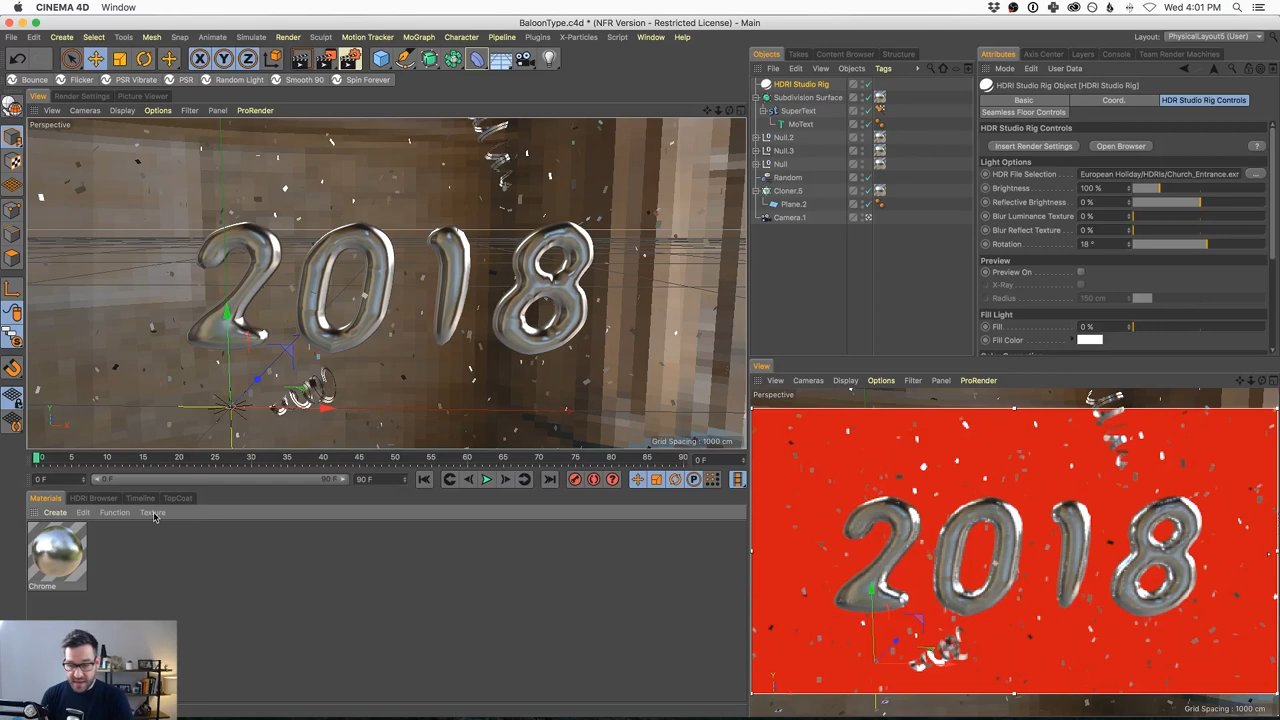 CINEMA 4D Window Wed 4:01 PM
BaloonType.c4d * (NFR Version - Restricted License) - Main
File Edit Create Select Tools Mesh Snap Animate Simulate Render Sculpt Motion Tracker MoGraph Character Pipeline Plugins X-Particles Script Window Help Layout: PhysicalLayout5 (User)
Bounce Flicker PSR Vibrate PSR Random Light Smooth 90 Spin Forever
View Render Settings Picture Viewer
View Cameras Display Options Filter Panel ProRender
Perspective
2018
Grid Spacing : 1000 cm
0 5 10 15 20 25 30 35 40 45 50 55 60 65 70 75 80 85 90 0 F
0 F 0 F 90 F 90 F
Materials HDRI Browser Timeline TopCoat
Create Edit Function Texture
Chrome
Objects Takes Content Browser Structure
File Edit View Objects Tags
HDRI Studio Rig
Subdivision Surface
SuperText
MoText
Null.2
Null.3
Null
Random
Cloner.5
Plane.2
Camera.1
Attributes Axis Center Layers Console Team Render Machines
Mode Edit User Data
HDRI Studio Rig Object [HDRI Studio Rig]
Basic Coord. HDR Studio Rig Controls
Seamless Floor Controls
HDR Studio Rig Controls
Insert Render Settings Open Browser ?
Light Options
HDR File Selection European Holiday/HDRIs/Church_Entrance.exr ...
Brightness 100 %
Reflective Brightness 0 %
Blur Luminance Texture 0 %
Blur Reflect Texture 0 %
Rotation 18 °
Preview
Preview On
X-Ray
Radius 150 cm
Fill Light
Fill 0 %
Fill Color
View
View Cameras Display Options Filter Panel ProRender
Perspective
2018
Grid Spacing : 1000 cm